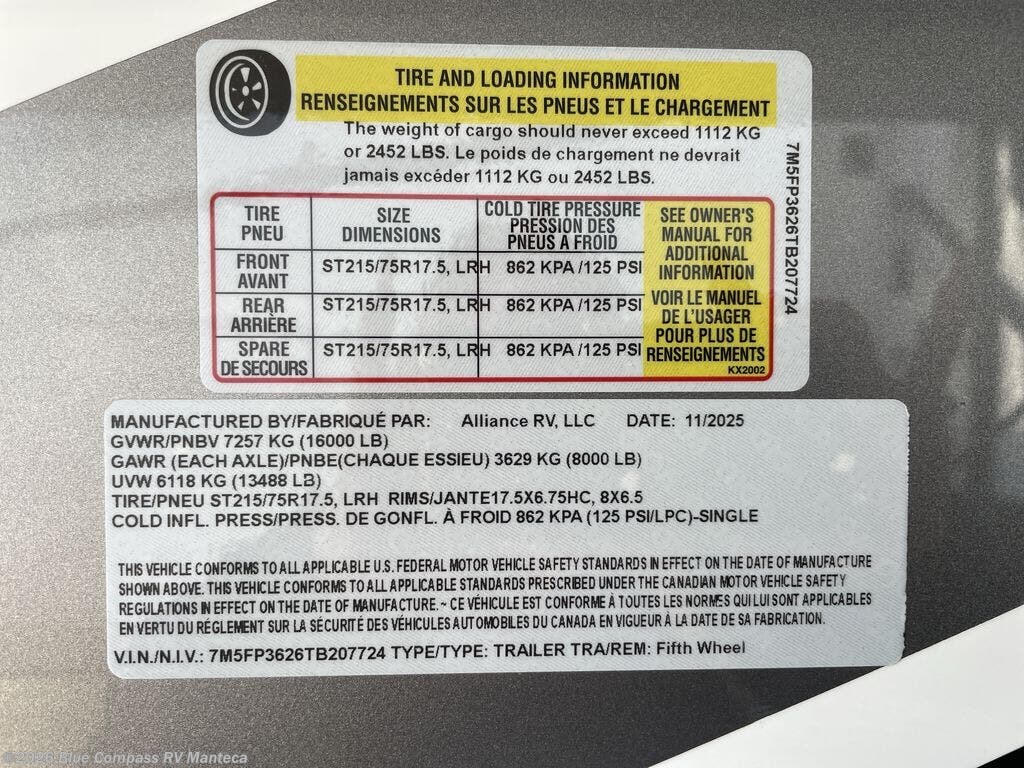 TIRE AND LOADING INFORMATION
RENSEIGNEMENTS SUR LES PNEUS ET LE CHARGEMENT
The weight of cargo should never exceed 1112 KG
or 2452 LBS. Le poids de chargement ne devrait
jamais excéder 1112 KG ou 2452 LBS.
TIRE PNEU SIZE DIMENSIONS COLD TIRE PRESSURE PRESSION DES PNEUS A FROID
FRONT AVANT ST215/75R17.5, LRH 862 KPA /125 PSI
REAR ARRIÈRE ST215/75R17.5, LRH 862 KPA /125 PSI
SPARE DE SECOURS ST215/75R17.5, LRH 862 KPA /125 PSI
SEE OWNER'S
MANUAL FOR
ADDITIONAL
INFORMATION
VOIR LE MANUEL
DE L'USAGER
POUR PLUS DE
RENSEIGNEMENTS
KX2002
7M5FP3626TB207724
MANUFACTURED BY/FABRIQUÉ PAR: Alliance RV, LLC DATE: 11/2025
GVWR/PNBV 7257 KG (16000 LB)
GAWR (EACH AXLE)/PNBE(CHAQUE ESSIEU) 3629 KG (8000 LB)
UVW 6118 KG (13488 LB)
TIRE/PNEU ST215/75R17.5, LRH RIMS/JANTE17.5X6.75HC, 8X6.5
COLD INFL. PRESS/PRESS. DE GONFL. À FROID 862 KPA (125 PSI/LPC)-SINGLE
THIS VEHICLE CONFORMS TO ALL APPLICABLE U.S. FEDERAL MOTOR VEHICLE SAFETY STANDARDS IN EFFECT ON THE DATE OF MANUFACTURE
SHOWN ABOVE. THIS VEHICLE CONFORMS TO ALL APPLICABLE STANDARDS PRESCRIBED UNDER THE CANADIAN MOTOR VEHICLE SAFETY
REGULATIONS IN EFFECT ON THE DATE OF MANUFACTURE. ~ CE VÉHICULE EST CONFORME À TOUTES LES NORMES QUI LUI SONT APPLICABLES
EN VERTU DU RÉGLEMENT SUR LA SÉCURITÉ DES VÉHICULES AUTOMOBILES DU CANADA EN VIGUEUR À LA DATE DE SA FABRICATION.
V.I.N./N.I.V.: 7M5FP3626TB207724 TYPE/TYPE: TRAILER TRA/REM: Fifth Wheel
©2026 Blue Compass RV Manteca